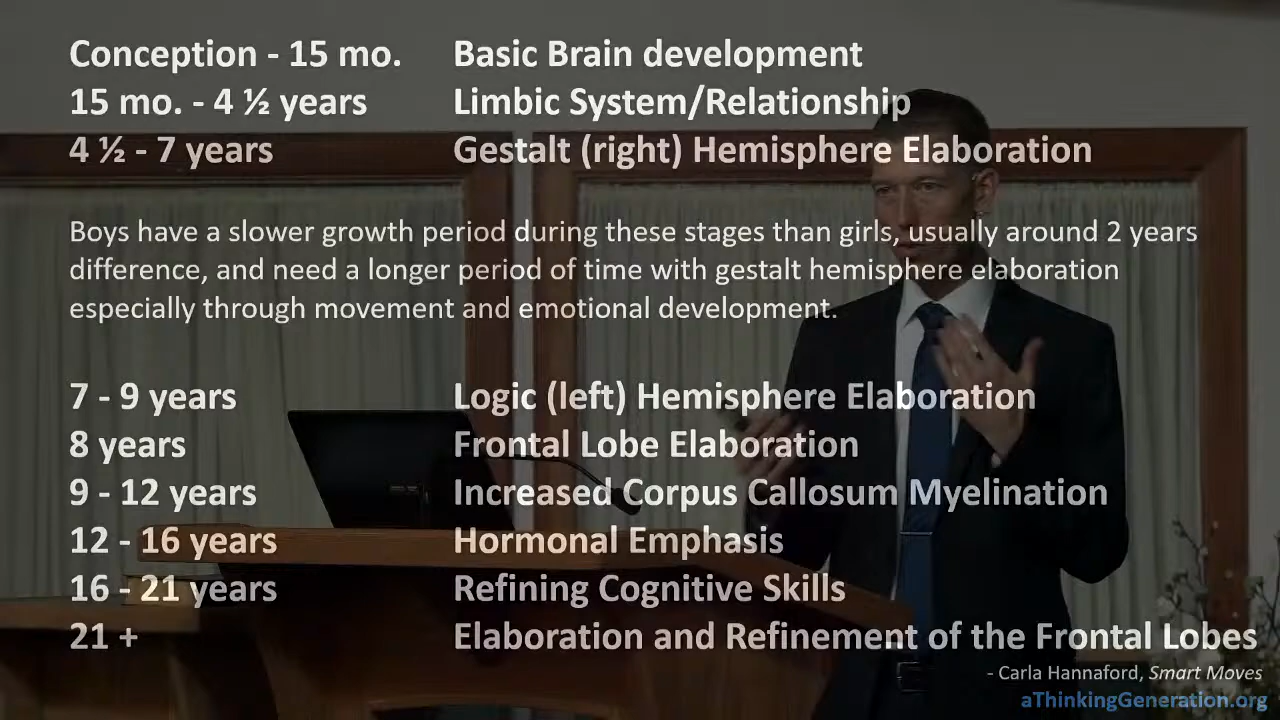 Conception - 15 mo. Basic Brain development
15 mo. - 4 ½ years Limbic System/Relationship
4 ½ - 7 years Gestalt (right) Hemisphere Elaboration
Boys have a slower growth period during these stages than girls, usually around 2 years
difference, and need a longer period of time with gestalt hemisphere elaboration
especially through movement and emotional development.
7 - 9 years Logic (left) Hemisphere Elaboration
8 years Frontal Lobe Elaboration
9 - 12 years Increased Corpus Callosum Myelination
12 - 16 years Hormonal Emphasis
16 - 21 years Refining Cognitive Skills
21 + Elaboration and Refinement of the Frontal Lobes
- Carla Hannaford, Smart Moves
aThinkingGeneration.org